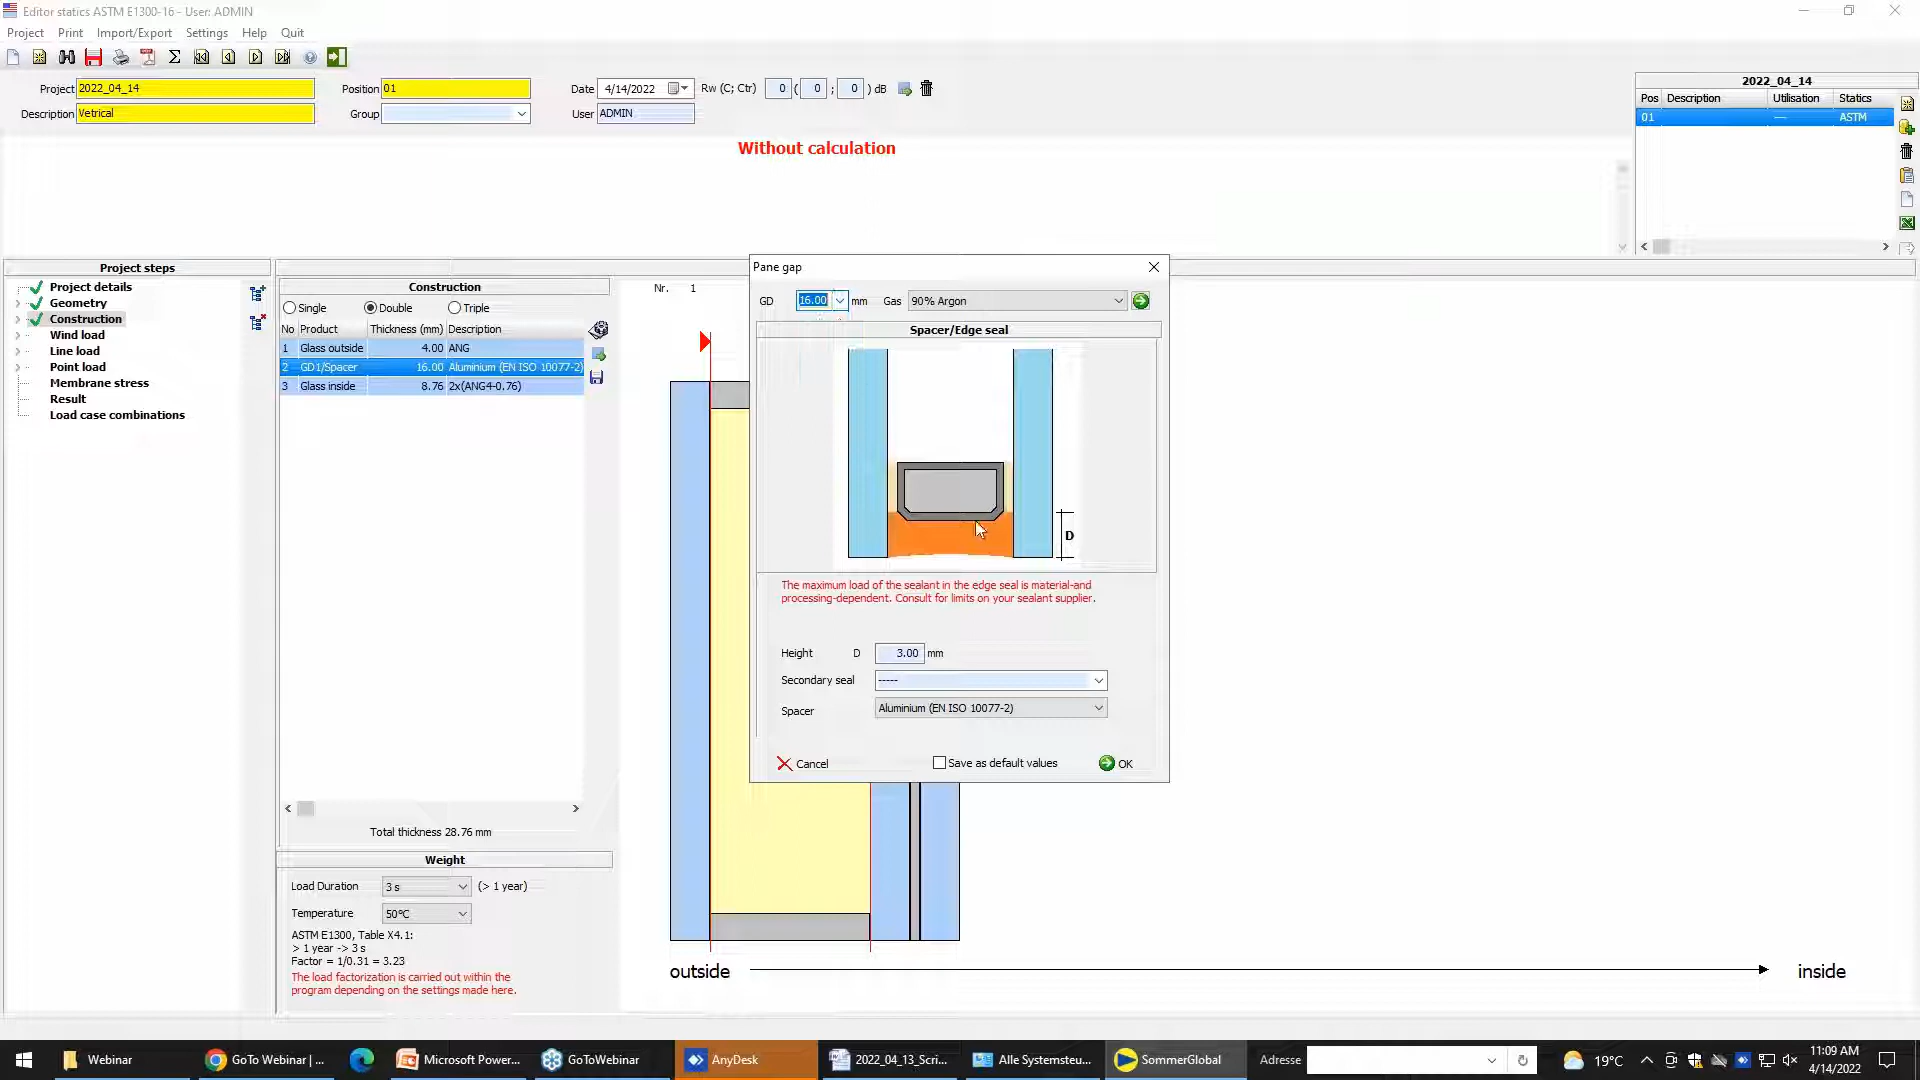 Editor statics ASTM E1300-16 - User: ADMIN
Project Print Import/Export Settings Help Quit
Project 2022_04_14 Position 01 Date 4/14/2022 Rw (C; Ctr) 0 ( 0 ; 0 ) dB
Description Vetrical Group User ADMIN
Without calculation
2022_04_14
Pos Description Utilisation Statics
01 --- ASTM
Project steps
Project details
Geometry
Construction
Wind load
Line load
Point load
Membrane stress
Result
Load case combinations
Construction
Single Double Triple
No Product Thickness (mm) Description
1 Glass outside 4.00 ANG
2 GD1/Spacer 16.00 Aluminium (EN ISO 10077-2)
3 Glass inside 8.76 2x(ANG4-0.76)
Total thickness 28.76 mm
Weight
Load Duration 3 s (> 1 year)
Temperature 50°C
ASTM E1300, Table X4.1:
> 1 year -> 3 s
Factor = 1/0.31 = 3.23
The load factorization is carried out within the
program depending on the settings made here.
Nr. 1
Pane gap
GD 16.00 mm Gas 90% Argon
Spacer/Edge seal
D
The maximum load of the sealant in the edge seal is material-and
processing-dependent. Consult for limits on your sealant supplier.
Height D 3.00 mm
Secondary seal -----
Spacer Aluminium (EN ISO 10077-2)
Cancel Save as default values OK
outside inside
Webinar GoTo Webinar | ... Microsoft Power... GoToWebinar AnyDesk 2022_04_13_Scri... Alle Systemsteu... SommerGlobal Adresse 19°C 11:09 AM
4/14/2022